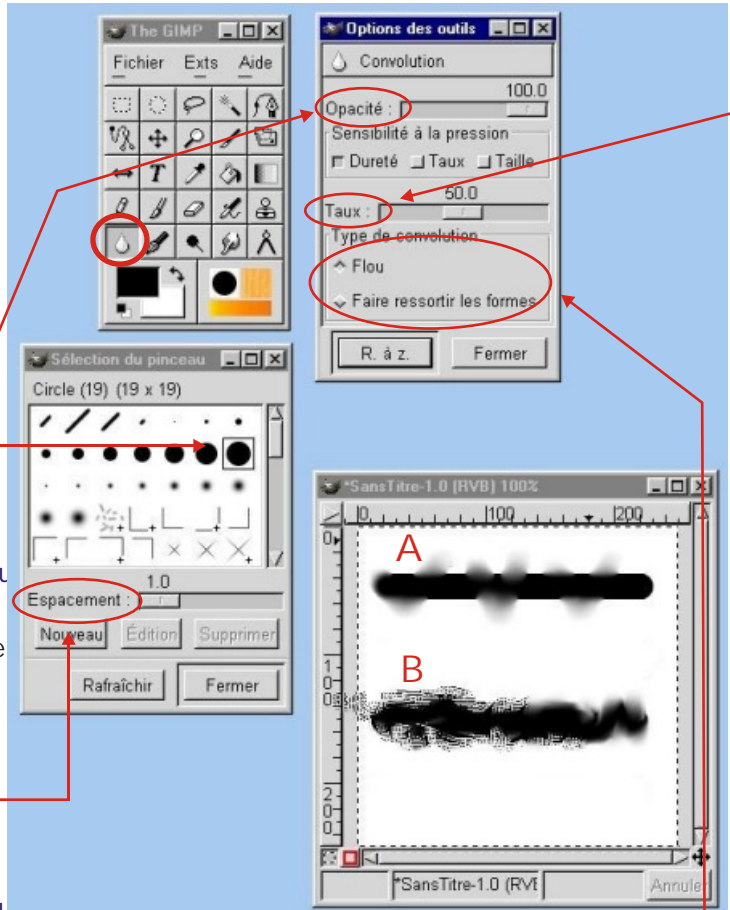 The GIMP
Fichier Exts Aide
T
Options des outils
Convolution
100.0
Opacité :
Sensibilité à la pression
Dureté Taux Taille
50.0
Taux :
Type de convolution
Flou
Faire ressortir les formes
R. à z. Fermer
Sélection du pinceau
Circle (19) (19 x 19)
1.0
Espacement :
Nouveau Édition Supprimer
Rafraîchir Fermer
u
e
u
*SansTitre-1.0 (RVB) 100%
0 100 200
0
A
100
B
200
*SansTitre-1.0 (RVB
Annuler